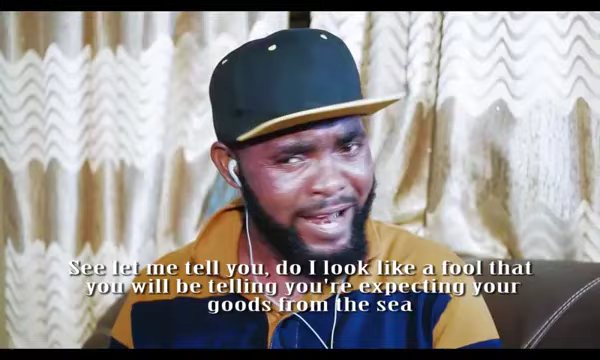 See let me tell you, do I look like a fool that
you will be telling you're expecting your
goods from the sea